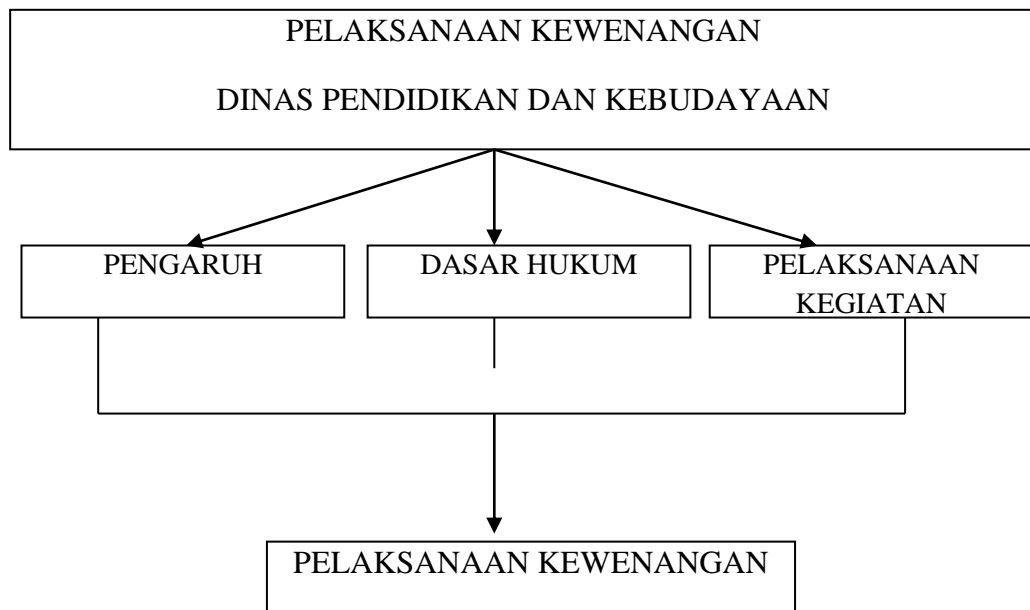 PELAKSANAAN KEWENANGAN
DINAS PENDIDIKAN DAN KEBUDAYAAN
PENGARUH
DASAR HUKUM
PELAKSANAAN
KEGIATAN
PELAKSANAAN KEWENANGAN